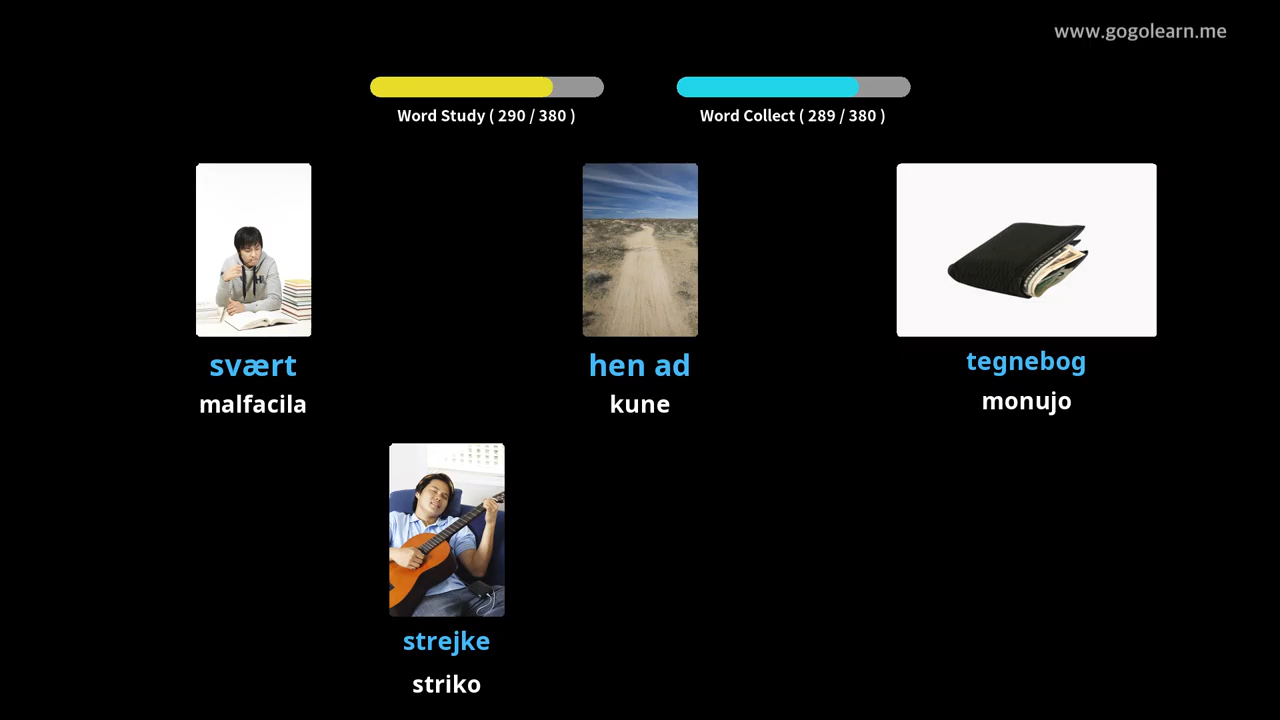 www.gogolearn.me
Word Study ( 290 / 380 )
Word Collect ( 289 / 380 )
svært
malfacila
hen ad
kune
tegnebog
monujo
strejke
striko